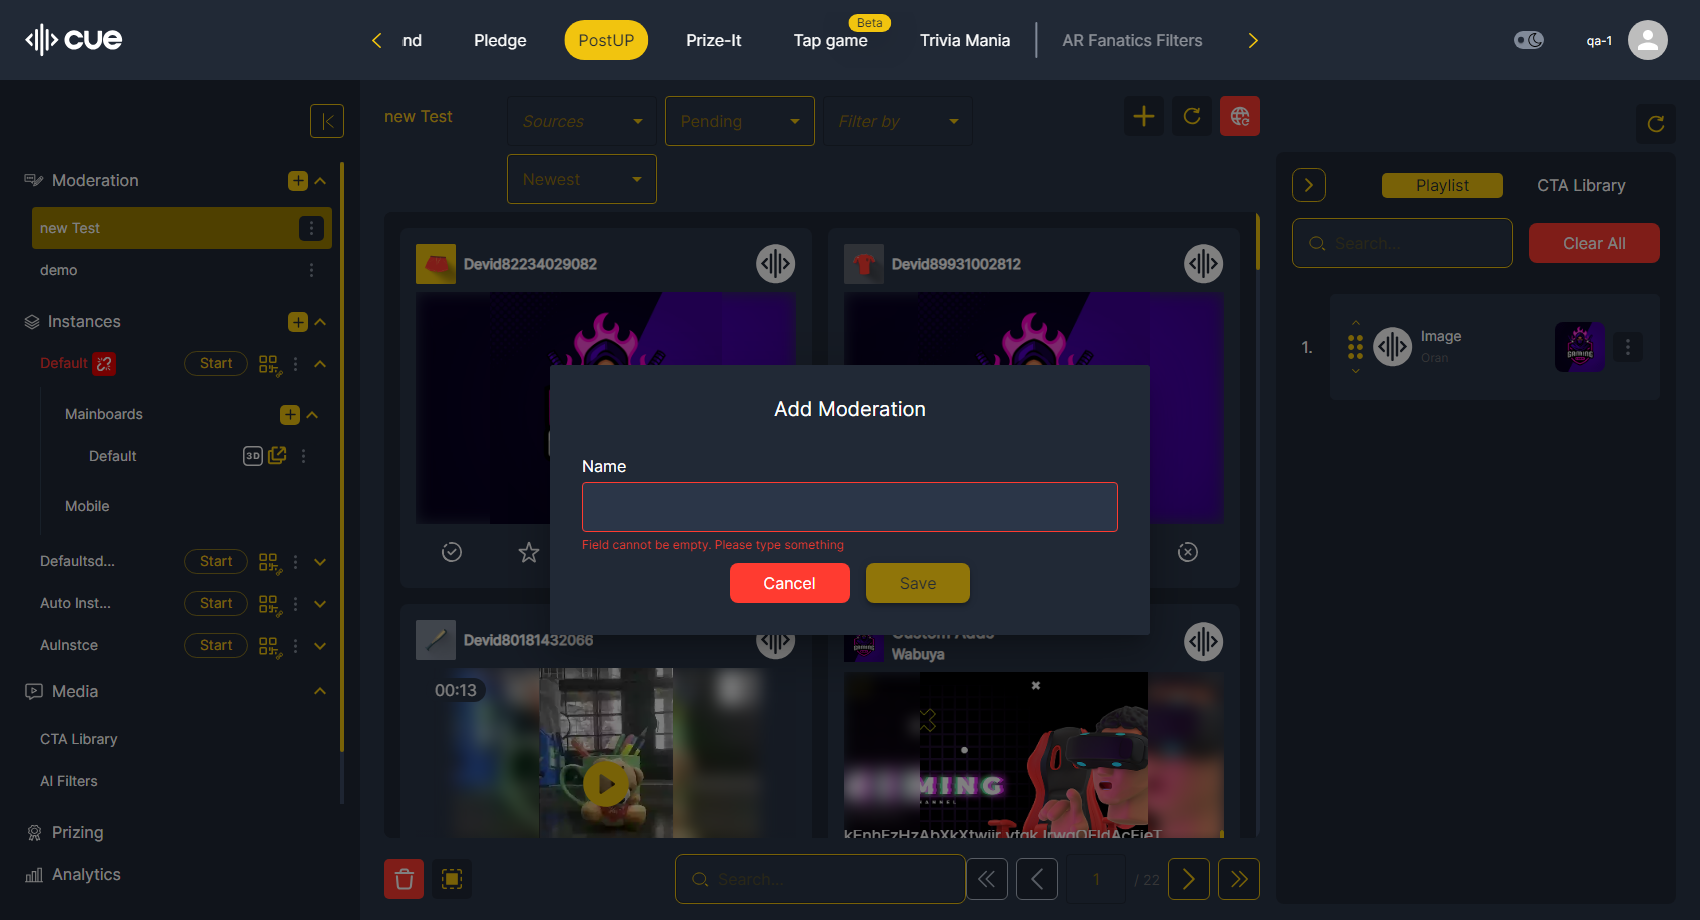 cue
nd
Pledge
PostUP
Prize-It
Beta
Tap game
Trivia Mania
AR Fanatics Filters
qa-1
Moderation
new Test
demo
Instances
Default
Start
Mainboards
Default
3D
Mobile
Defaultsd...
Start
Auto Inst...
Start
AuInstce
Start
Media
CTA Library
AI Filters
Prizing
Analytics
new Test
Sources
Pending
Filter by
Newest
Devid82234029082
Devid89931002812
Add Moderation
Name
Field cannot be empty. Please type something
Cancel
Save
Devid80181432066
00:13
Wabuya
MING
Search...
1
/ 22
Playlist
CTA Library
Search...
Clear All
1.
Image
Oran
GAMING